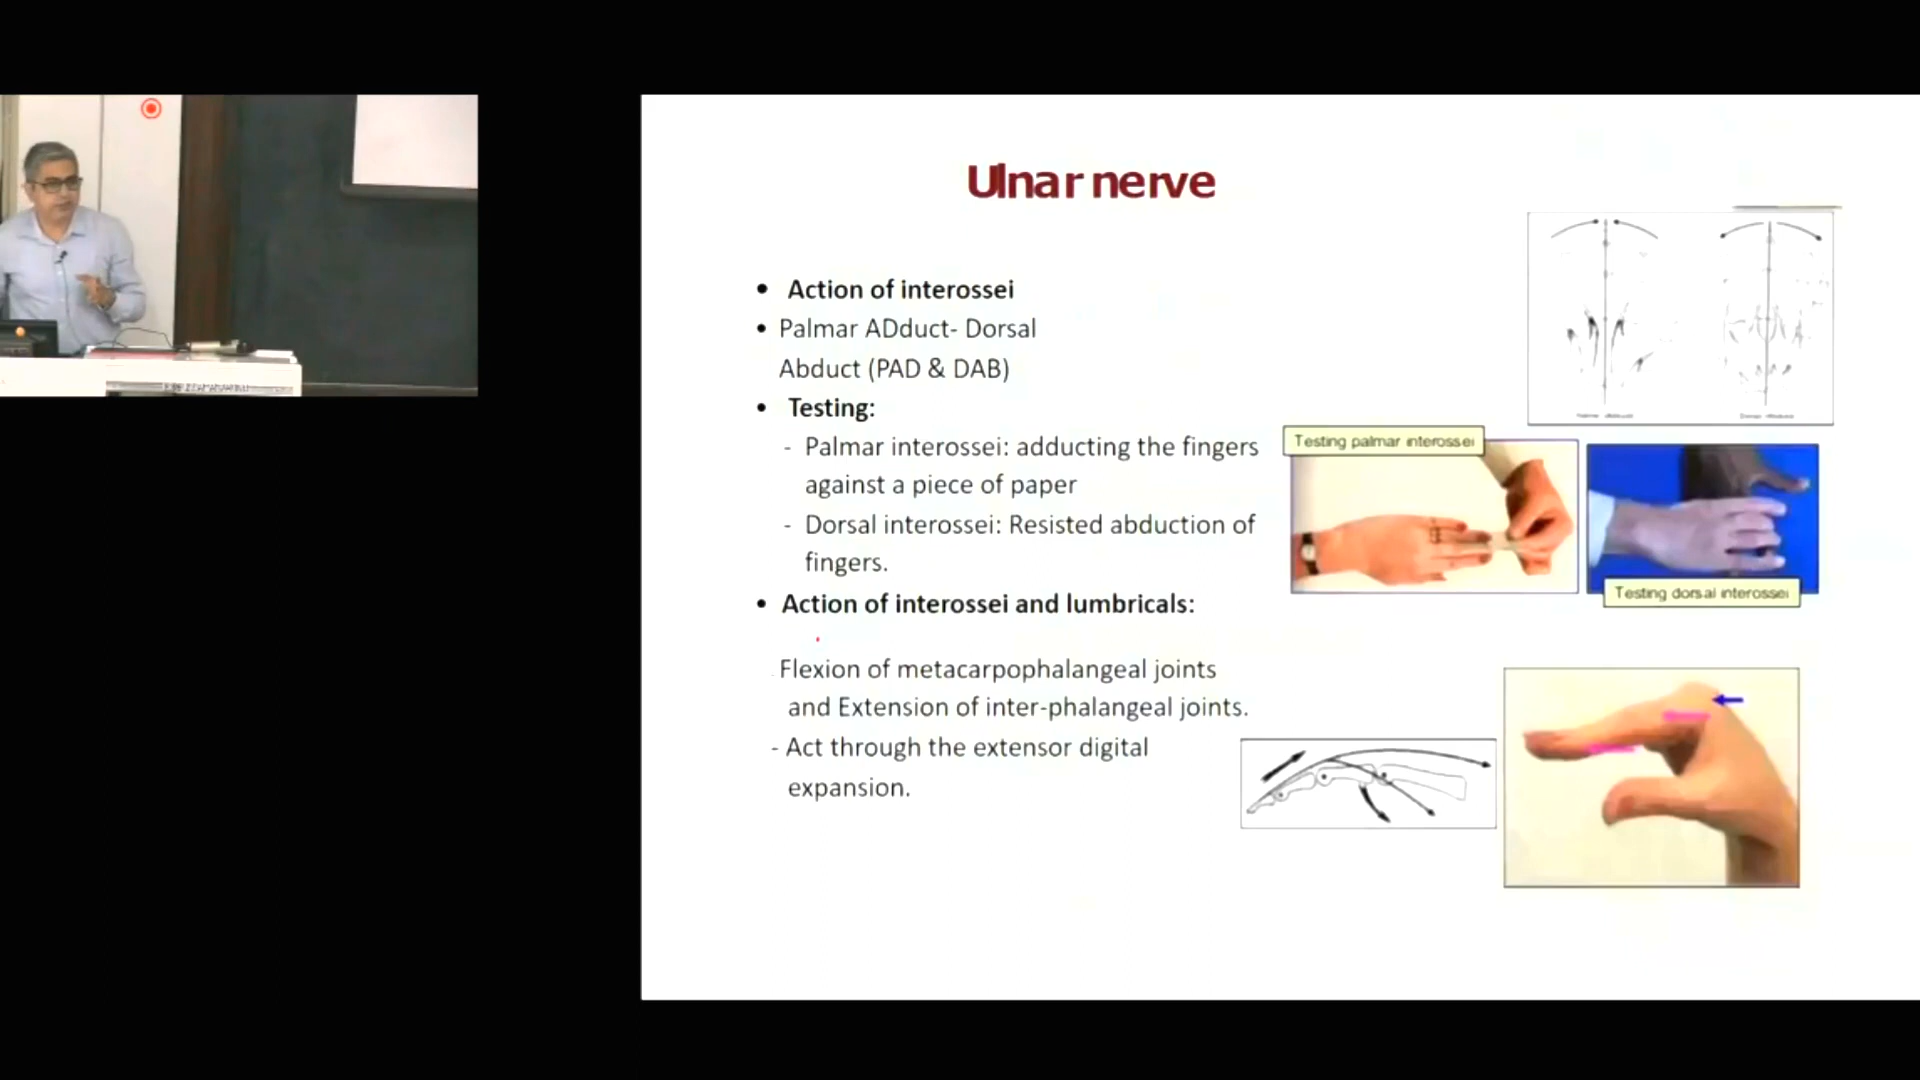 Ulnar nerve
• Action of interossei
• Palmar ADduct- Dorsal
Abduct (PAD & DAB)
• Testing:
- Palmar interossei: adducting the fingers
against a piece of paper
- Dorsal interossei: Resisted abduction of
fingers.
• Action of interossei and lumbricals:
Flexion of metacarpophalangeal joints
and Extension of inter-phalangeal joints.
- Act through the extensor digital
expansion.
Testing palmar interossei
Testing dorsal interossei